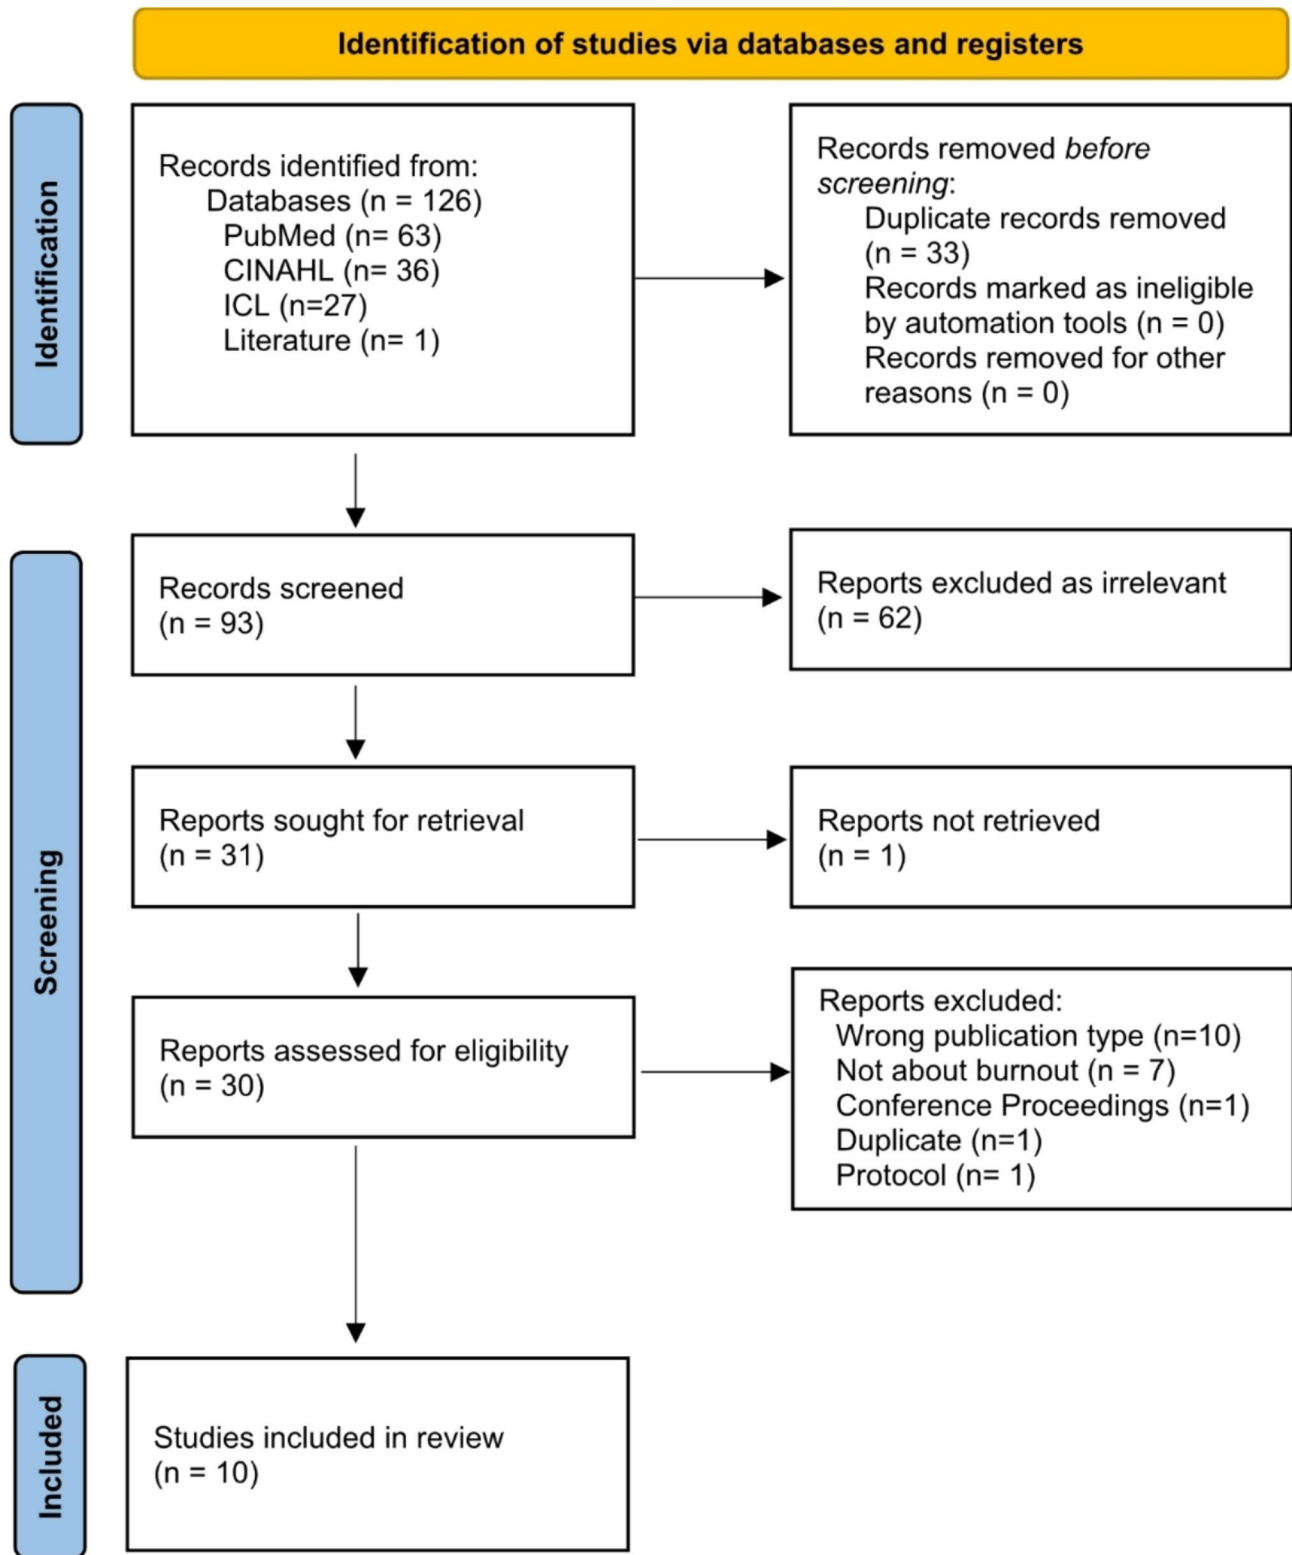 Identification of studies via databases and registers
Identification
Records identified from:
Databases (n = 126)
PubMed (n= 63)
CINAHL (n= 36)
ICL (n=27)
Literature (n= 1)
Records removed before
screening:
Duplicate records removed
(n = 33)
Records marked as ineligible
by automation tools (n = 0)
Records removed for other
reasons (n = 0)
Screening
Records screened
(n = 93)
Reports excluded as irrelevant
(n = 62)
Reports sought for retrieval
(n = 31)
Reports not retrieved
(n = 1)
Reports assessed for eligibility
(n = 30)
Reports excluded:
Wrong publication type (n=10)
Not about burnout (n = 7)
Conference Proceedings (n=1)
Duplicate (n=1)
Protocol (n= 1)
Included
Studies included in review
(n = 10)